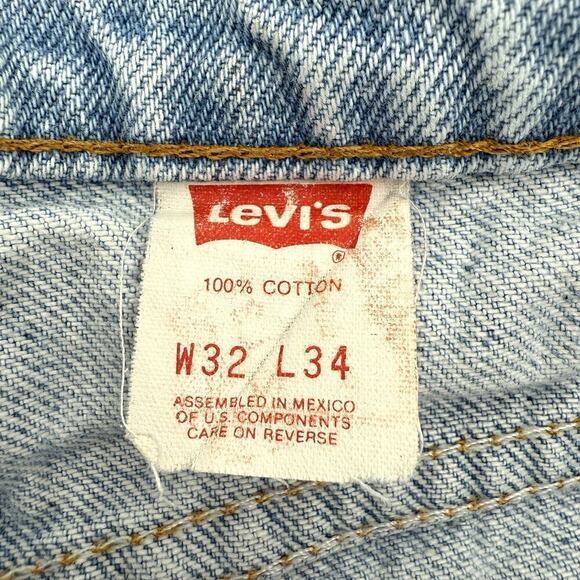 Levi's
®
100% COTTON
W32 L34
ASSEMBLED IN MEXICO
OF U.S. COMPONENTS
CARE ON REVERSE